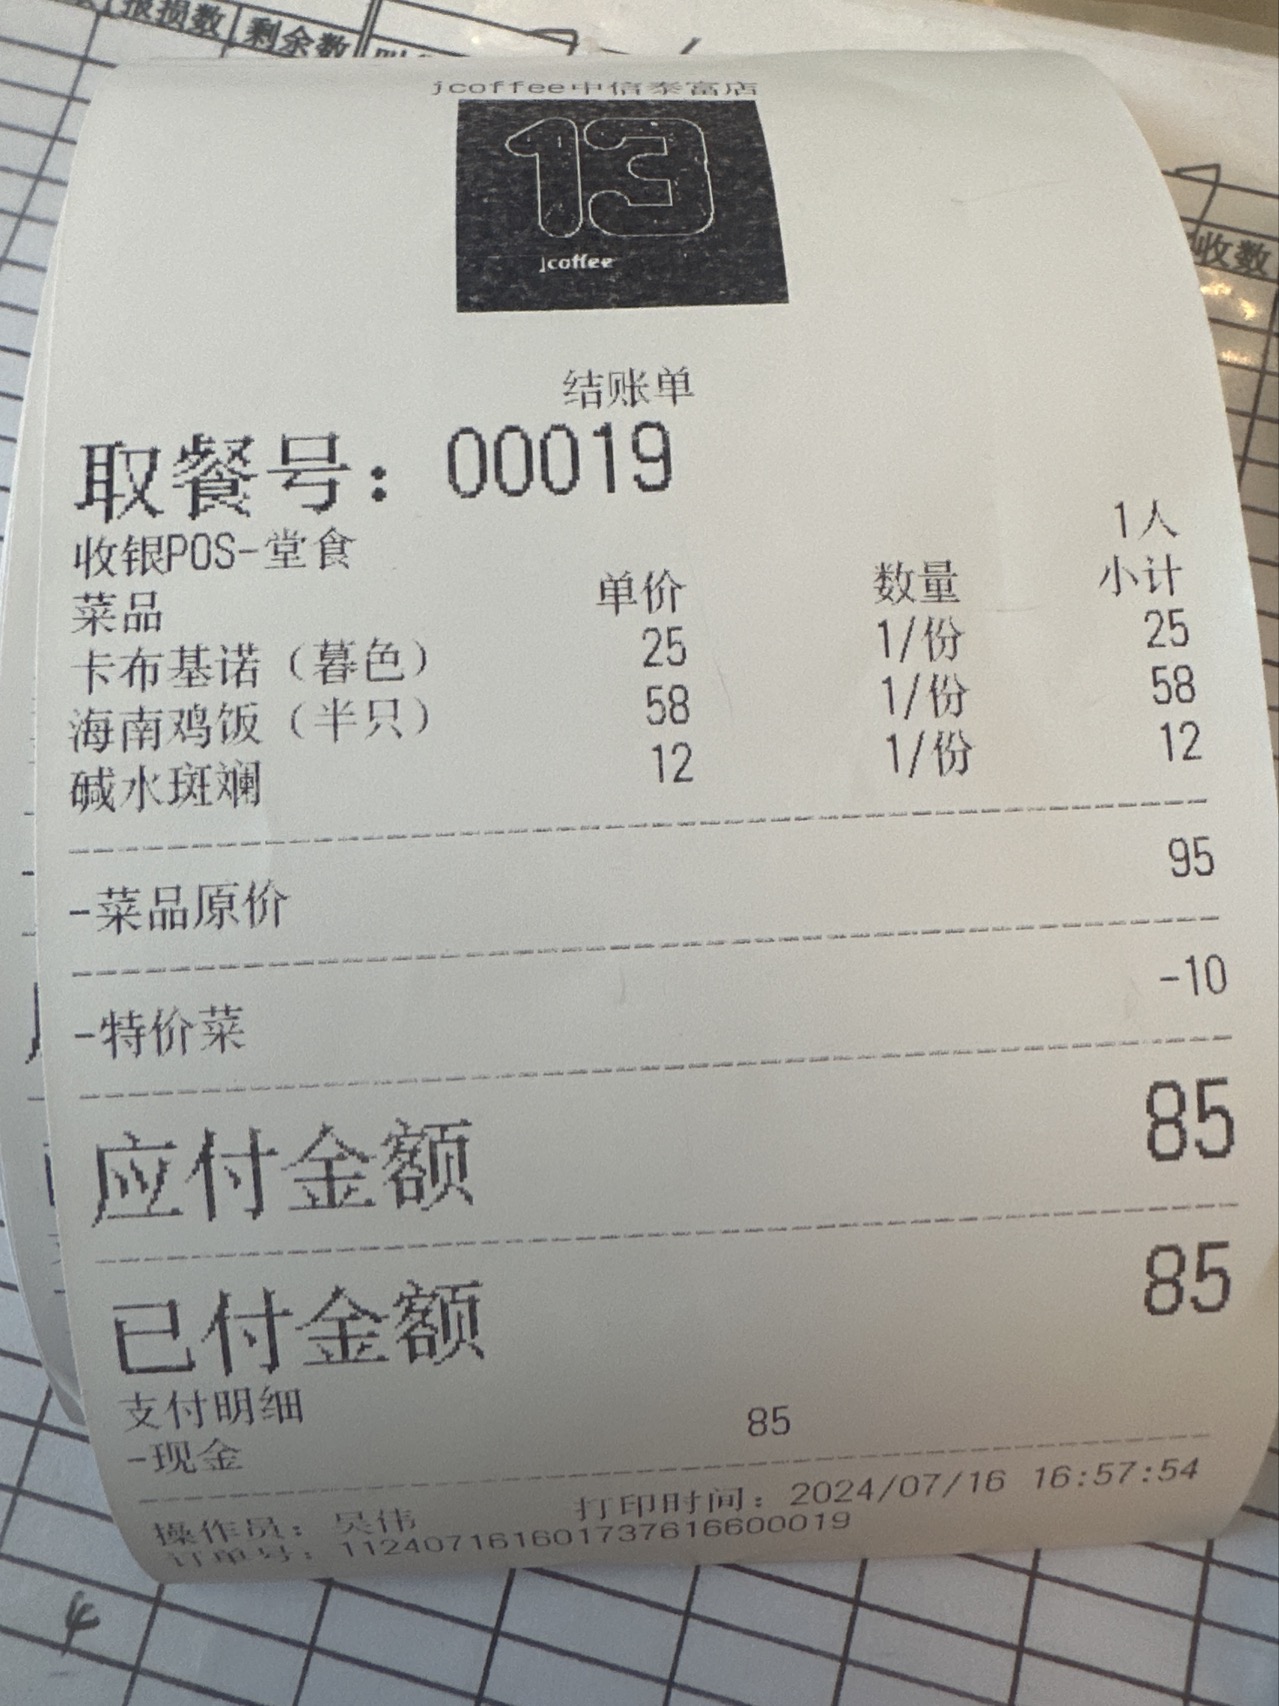 报损数 剩余数
收数
jcoffee中信泰富店
13
jcoffee
结账单
取餐号：00019
收银POS-堂食 1人
菜品 单价 数量 小计
卡布基诺（暮色） 25 1/份 25
海南鸡饭（半只） 58 1/份 58
碱水斑斓 12 1/份 12
-菜品原价 95
-特价菜 -10
应付金额 85
已付金额 85
支付明细
-现金 85
操作员：吴伟 打印时间：2024/07/16 16:57:54
订单号：11240716160173761660​0019
4